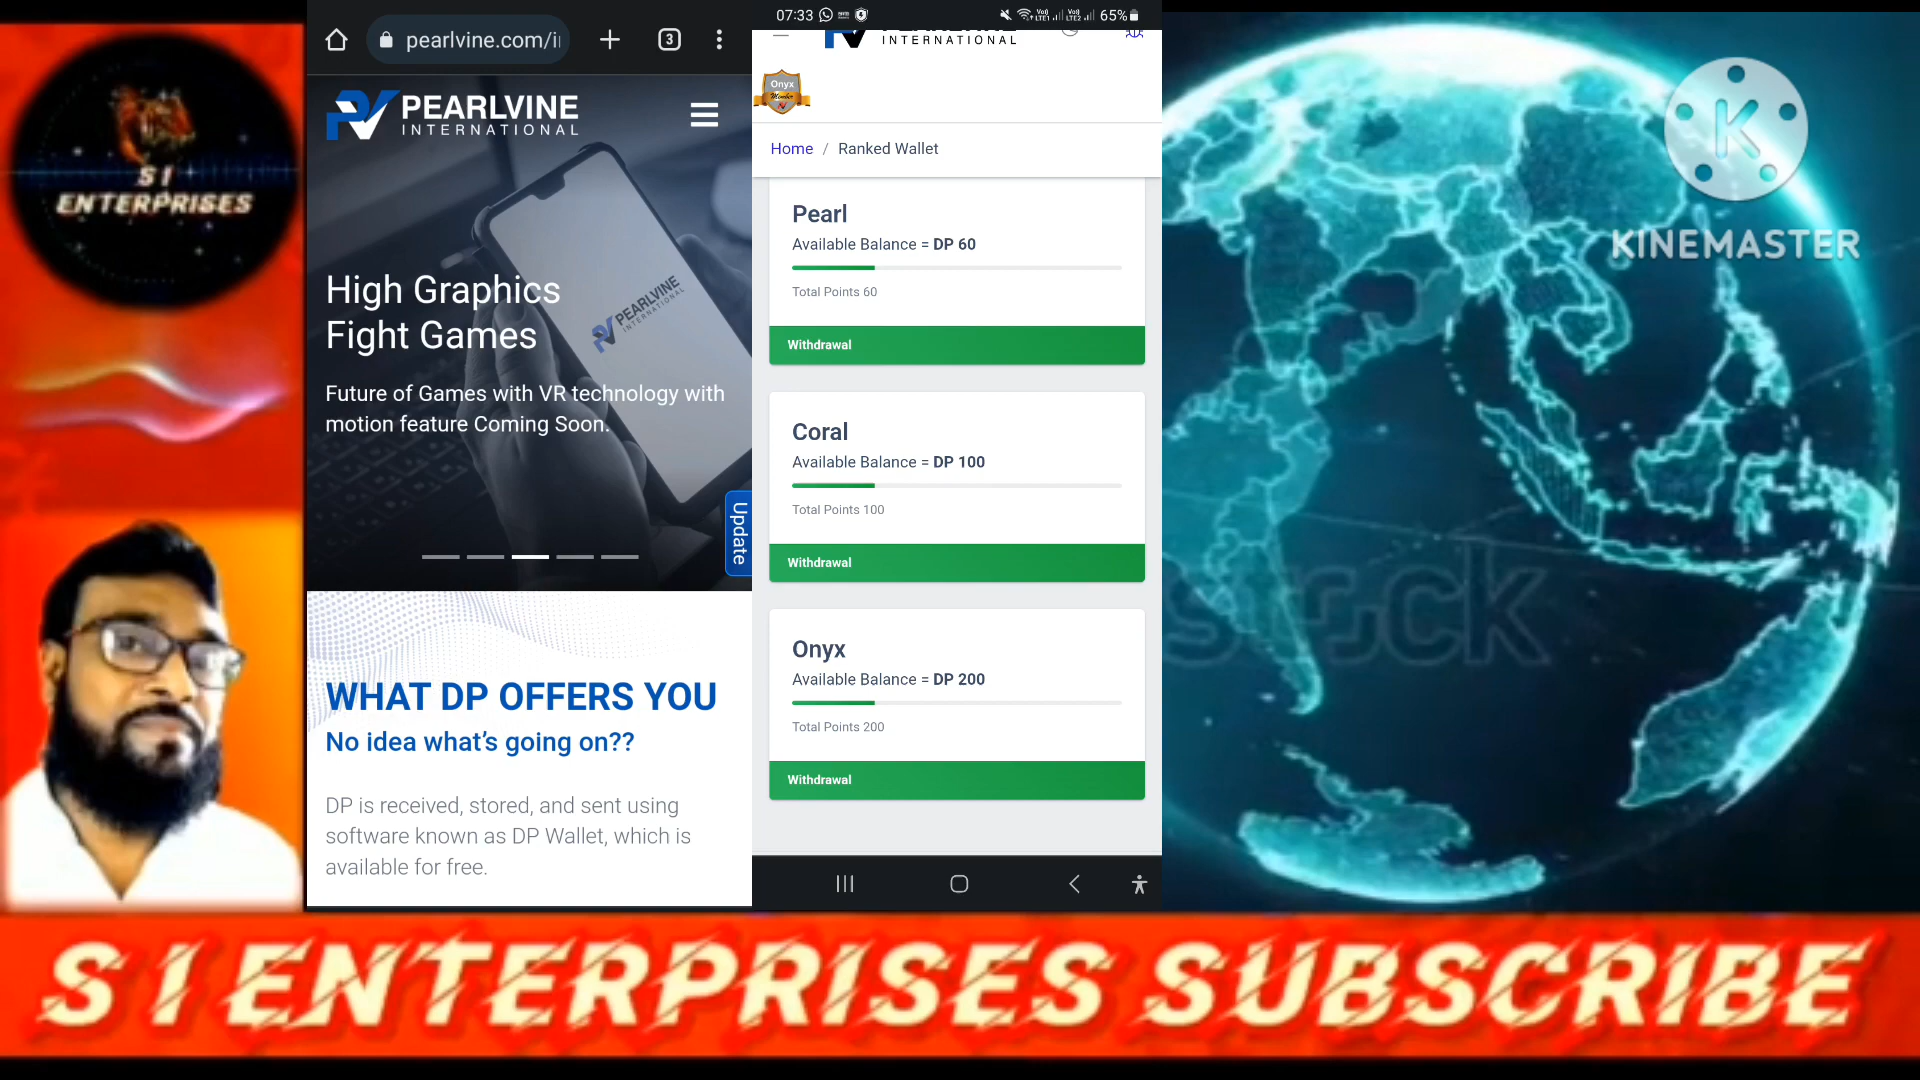 S I
ENTERPRISES
3
PEARLVINE
INTERNATIONAL
High Graphics
Fight Games
Future of Games with VR technology with
motion feature Coming Soon.
PEARLVINE
INTERNATIONAL
Update
WHAT DP OFFERS YOU
No idea what's going on??
DP is received, stored, and sent using
software known as DP Wallet, which is
available for free.
07:33
LTE1
LTE2
65%
INTERNATIONAL
Onyx
Member
Home / Ranked Wallet
Pearl
Available Balance = DP 60
Total Points 60
Withdrawal
Coral
Available Balance = DP 100
Total Points 100
Withdrawal
Onyx
Available Balance = DP 200
Total Points 200
Withdrawal
K
KINEMASTER
S I ENTERPRISES SUBSCRIBE